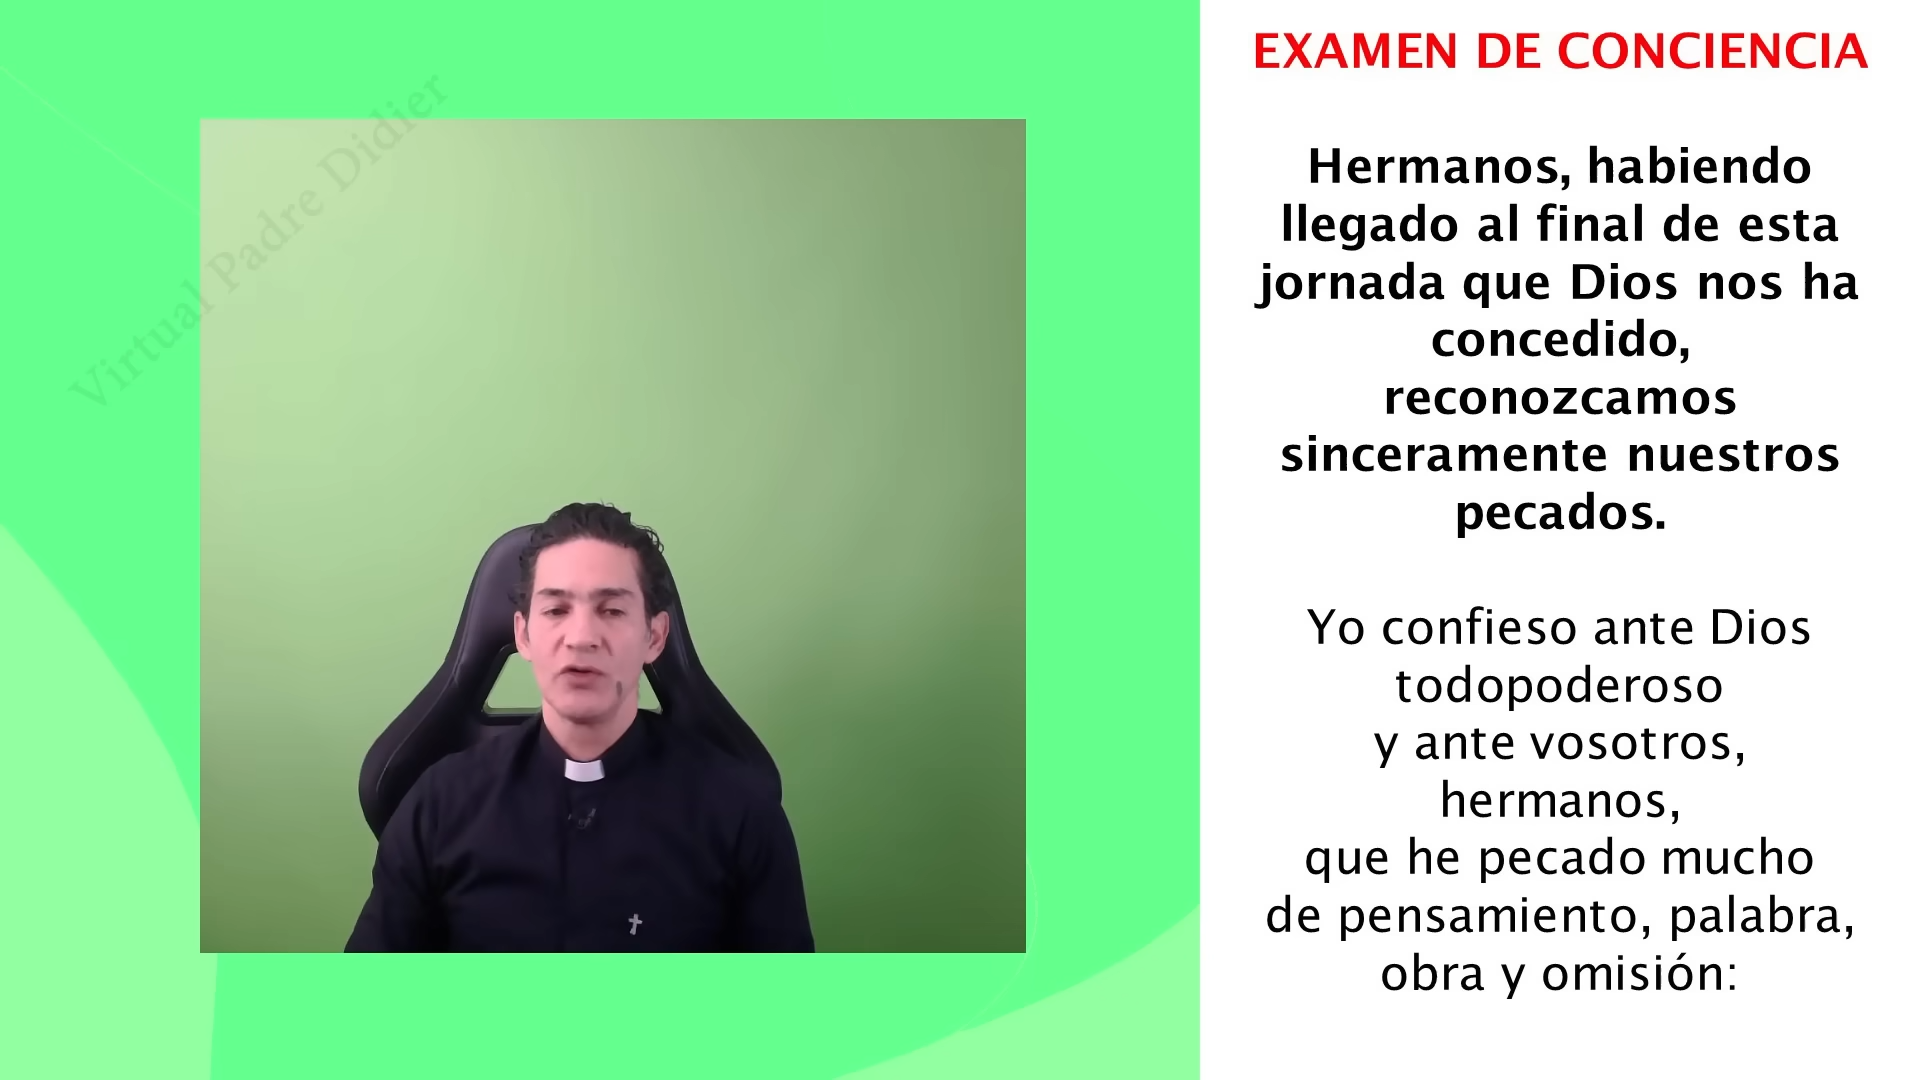 Virtual Padre Didier
EXAMEN DE CONCIENCIA
Hermanos, habiendo
llegado al final de esta
jornada que Dios nos ha
concedido,
reconozcamos
sinceramente nuestros
pecados.
Yo confieso ante Dios
todopoderoso
y ante vosotros,
hermanos,
que he pecado mucho
de pensamiento, palabra,
obra y omisión: